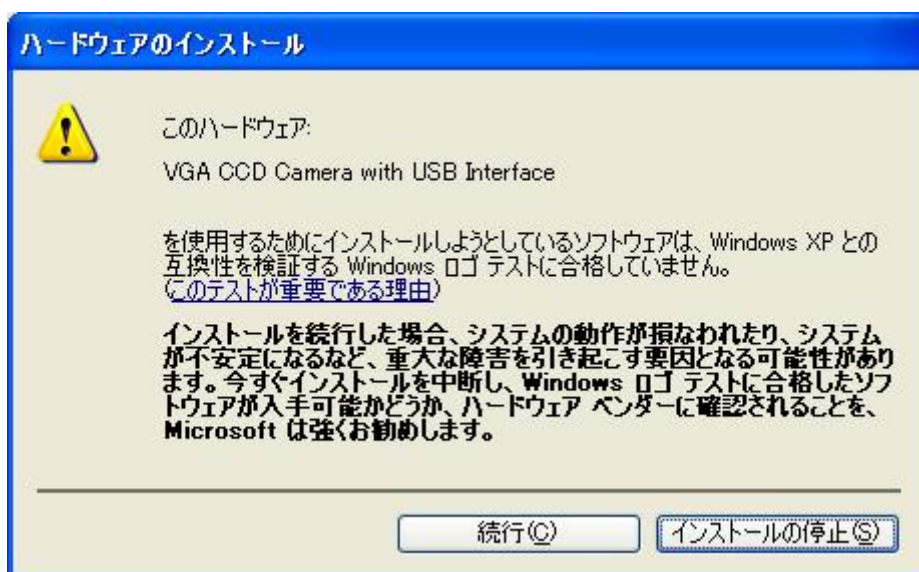 ハードウェアのインストール
このハードウェア:
VGA CCD Camera with USB Interface
を使用するためにインストールしようとしているソフトウェアは、Windows XP との
互換性を検証する Windows ロゴ テストに合格していません。
(このテストが重要である理由)
インストールを続行した場合、システムの動作が損なわれたり、システム
が不安定になるなど、重大な障害を引き起こす要因となる可能性があり
ます。今すぐインストールを中断し、Windows ロゴ テストに合格したソフ
トウェアが入手可能かどうか、ハードウェア ベンダーに確認されることを、
Microsoft は強くお勧めします。
続行(C) インストールの停止(S)